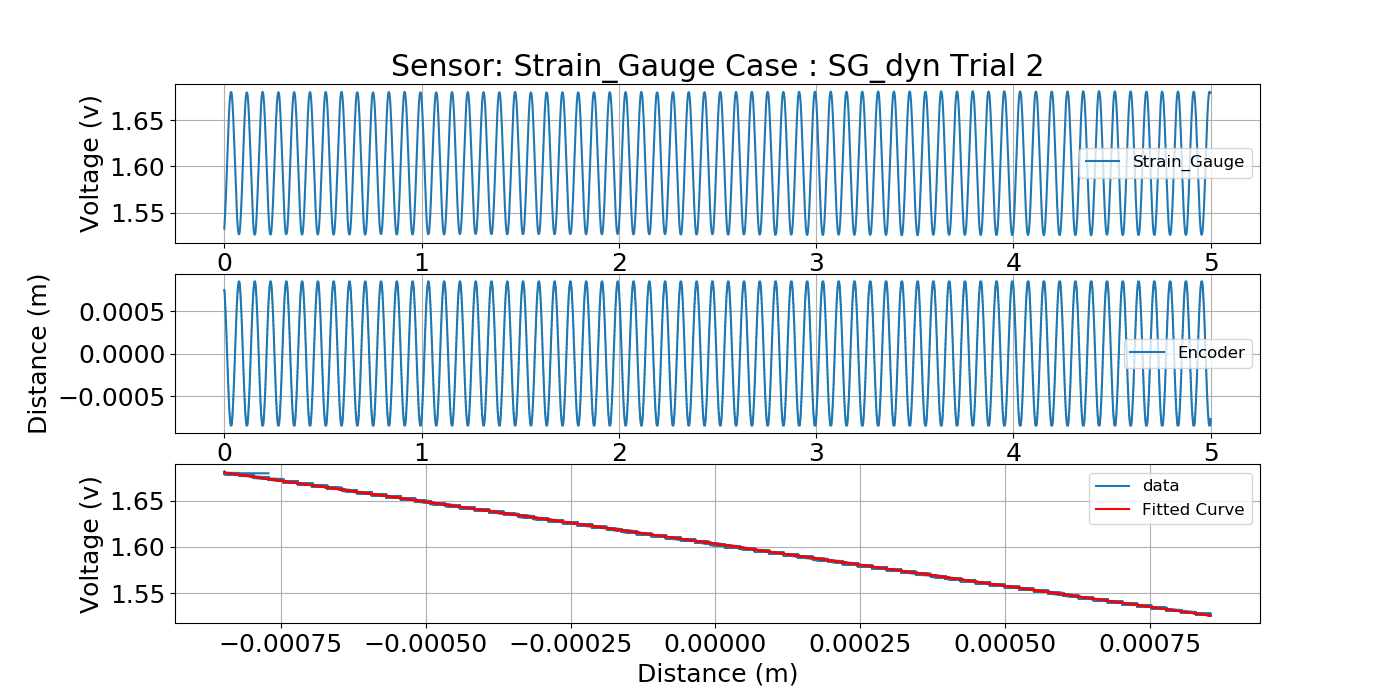 Sensor: Strain_Gauge Case : SG_dyn Trial 2
Voltage (v)
1.65
1.60
1.55
Strain_Gauge
0 1 2 3 4 5
Distance (m)
0.0005
0.0000
−0.0005
Encoder
0 1 2 3 4 5
Voltage (v)
1.65
1.60
1.55
data
Fitted Curve
−0.00075 −0.00050 −0.00025 0.00000 0.00025 0.00050 0.00075
Distance (m)